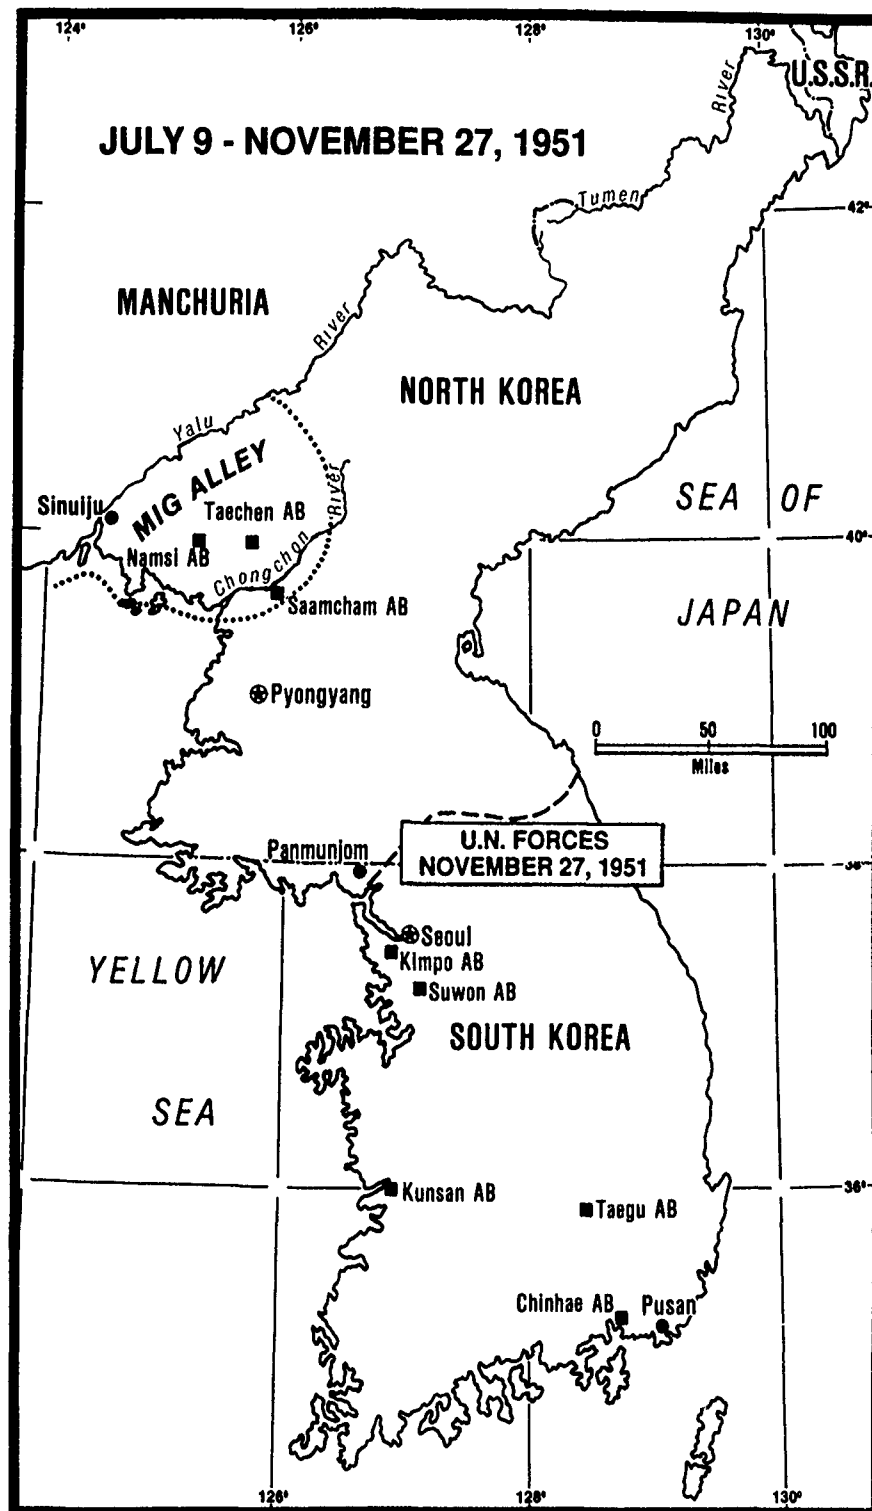 124° 126° 128° 130°
U.S.S.R.
River
JULY 9 - NOVEMBER 27, 1951
Tumen
42°
MANCHURIA
River
NORTH KOREA
Yalu
MIG ALLEY
SEA OF
Sinuiju
Taechen AB
River
40°
Namsi AB
Chongchon
Saamcham AB
JAPAN
Pyongyang
0 50 100
Miles
U.N. FORCES
NOVEMBER 27, 1951
Panmunjom
Seoul
YELLOW
Kimpo AB
Suwon AB
SOUTH KOREA
SEA
36°
Kunsan AB
Taegu AB
Chinhae AB Pusan
126° 128° 130°